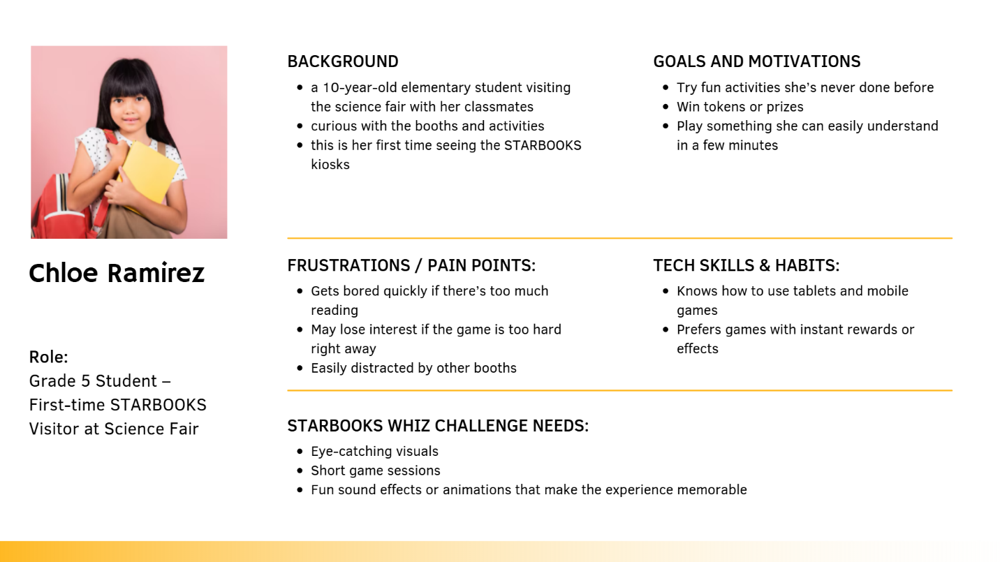 Chloe Ramirez
Role:
Grade 5 Student –
First-time STARBOOKS
Visitor at Science Fair
BACKGROUND
• a 10-year-old elementary student visiting
the science fair with her classmates
• curious with the booths and activities
• this is her first time seeing the STARBOOKS
kiosks
GOALS AND MOTIVATIONS
• Try fun activities she’s never done before
• Win tokens or prizes
• Play something she can easily understand
in a few minutes
FRUSTRATIONS / PAIN POINTS:
• Gets bored quickly if there’s too much
reading
• May lose interest if the game is too hard
right away
• Easily distracted by other booths
TECH SKILLS & HABITS:
• Knows how to use tablets and mobile
games
• Prefers games with instant rewards or
effects
STARBOOKS WHIZ CHALLENGE NEEDS:
• Eye-catching visuals
• Short game sessions
• Fun sound effects or animations that make the experience memorable